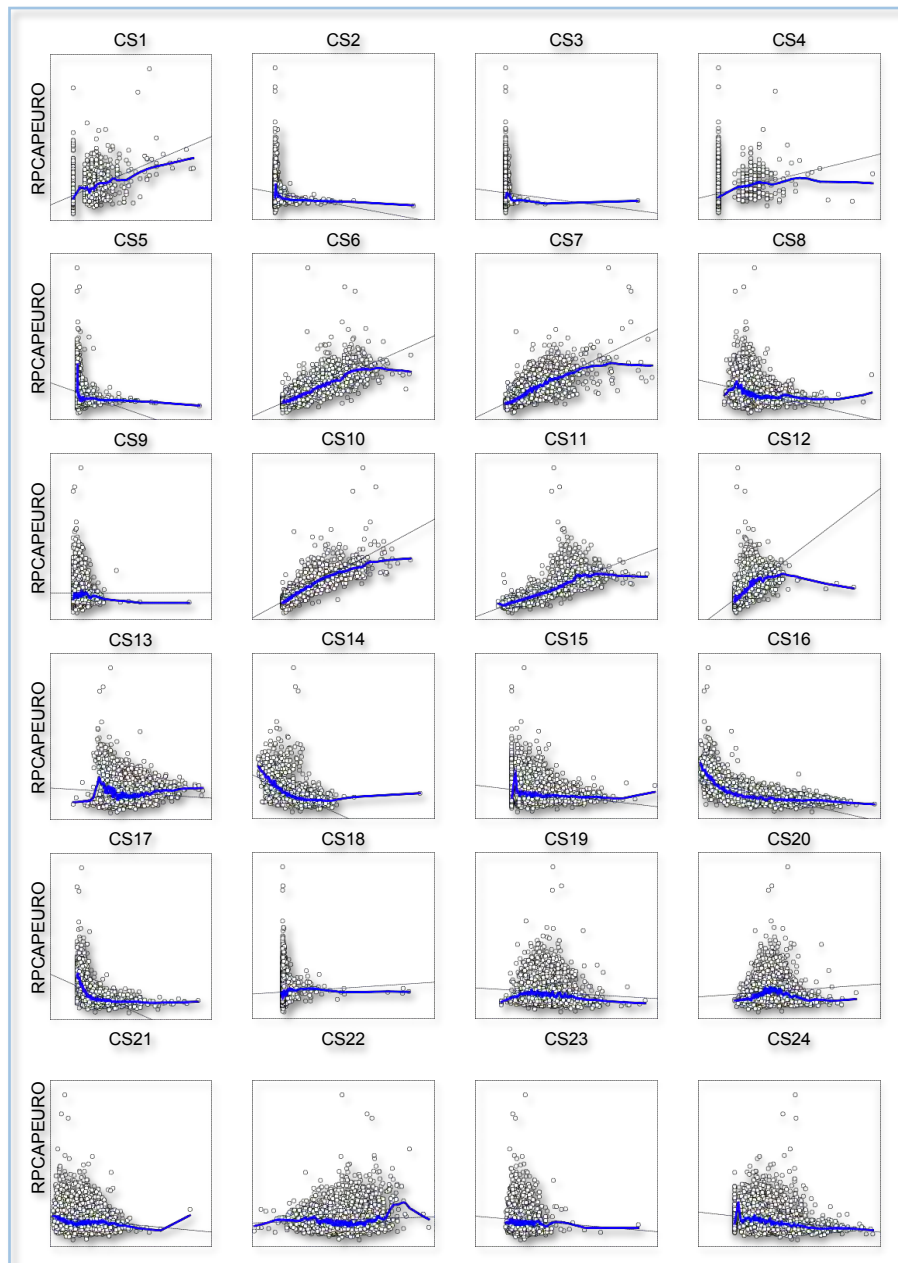 CS1 CS2 CS3 CS4
RPCAPEURO
CS5 CS6 CS7 CS8
RPCAPEURO
CS9 CS10 CS11 CS12
RPCAPEURO
CS13 CS14 CS15 CS16
RPCAPEURO
CS17 CS18 CS19 CS20
RPCAPEURO
CS21 CS22 CS23 CS24
RPCAPEURO